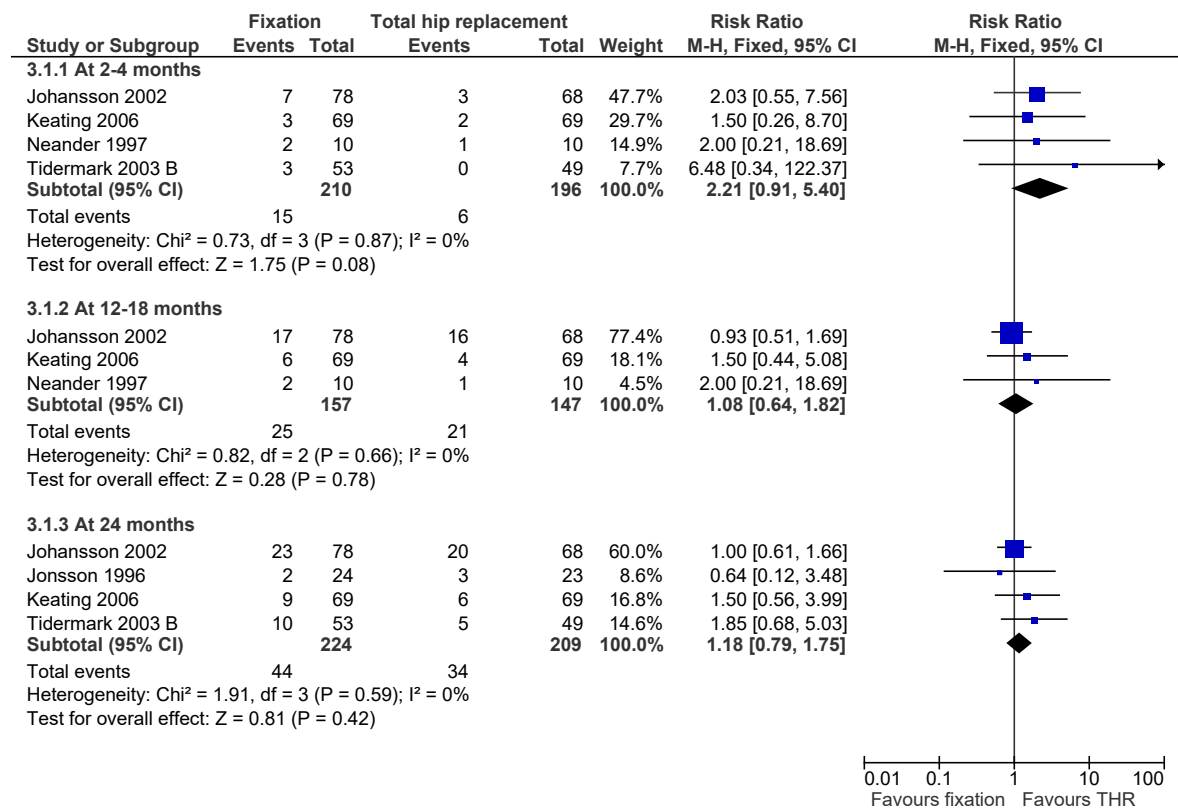 Fixation Total hip replacement Risk Ratio Risk Ratio
Study or Subgroup Events Total Events Total Weight M-H, Fixed, 95% CI M-H, Fixed, 95% CI
3.1.1 At 2-4 months
Johansson 2002 7 78 3 68 47.7% 2.03 [0.55, 7.56]
Keating 2006 3 69 2 69 29.7% 1.50 [0.26, 8.70]
Neander 1997 2 10 1 10 14.9% 2.00 [0.21, 18.69]
Tidermark 2003 B 3 53 0 49 7.7% 6.48 [0.34, 122.37]
Subtotal (95% CI) 210 196 100.0% 2.21 [0.91, 5.40]
Total events 15 6
Heterogeneity: Chi² = 0.73, df = 3 (P = 0.87); I² = 0%
Test for overall effect: Z = 1.75 (P = 0.08)
3.1.2 At 12-18 months
Johansson 2002 17 78 16 68 77.4% 0.93 [0.51, 1.69]
Keating 2006 6 69 4 69 18.1% 1.50 [0.44, 5.08]
Neander 1997 2 10 1 10 4.5% 2.00 [0.21, 18.69]
Subtotal (95% CI) 157 147 100.0% 1.08 [0.64, 1.82]
Total events 25 21
Heterogeneity: Chi² = 0.82, df = 2 (P = 0.66); I² = 0%
Test for overall effect: Z = 0.28 (P = 0.78)
3.1.3 At 24 months
Johansson 2002 23 78 20 68 60.0% 1.00 [0.61, 1.66]
Jonsson 1996 2 24 3 23 8.6% 0.64 [0.12, 3.48]
Keating 2006 9 69 6 69 16.8% 1.50 [0.56, 3.99]
Tidermark 2003 B 10 53 5 49 14.6% 1.85 [0.68, 5.03]
Subtotal (95% CI) 224 209 100.0% 1.18 [0.79, 1.75]
Total events 44 34
Heterogeneity: Chi² = 1.91, df = 3 (P = 0.59); I² = 0%
Test for overall effect: Z = 0.81 (P = 0.42)
0.01 0.1 1 10 100
Favours fixation Favours THR